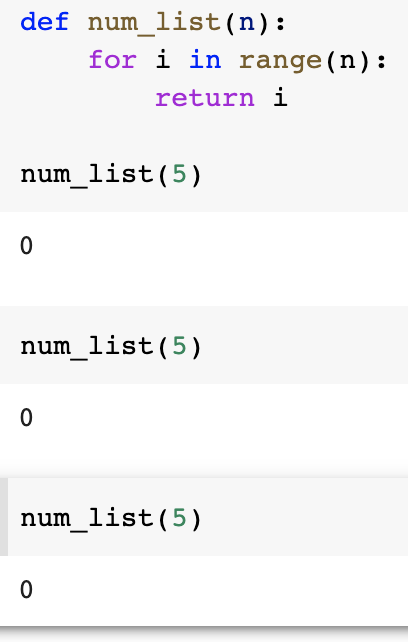 def num_list(n):
    for i in range(n):
        return i
num_list(5)
0
num_list(5)
0
num_list(5)
0